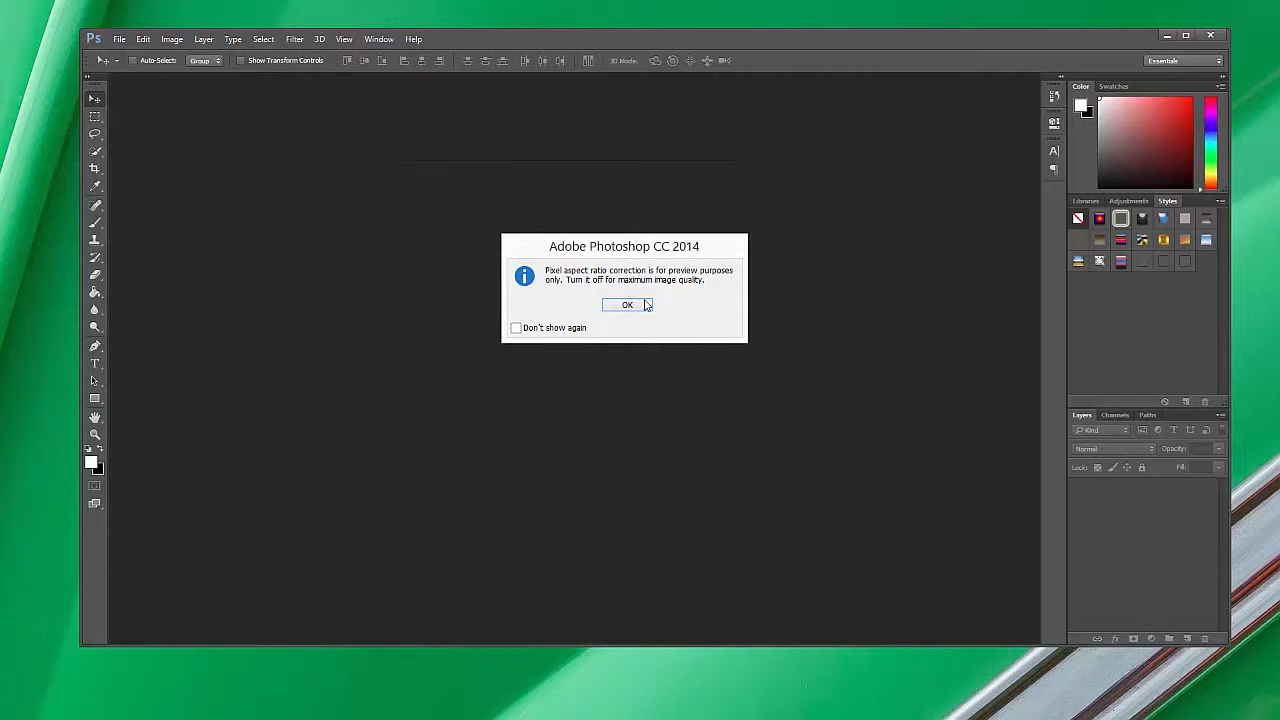 Ps File Edit Image Layer Type Select Filter 3D View Window Help
Auto-Select: Group Show Transform Controls 3D Mode: Essentials
Color Swatches
Libraries Adjustments Styles
Adobe Photoshop CC 2014
Pixel aspect ratio correction is for preview purposes
only. Turn it off for maximum image quality.
OK
Don't show again
Layers Channels Paths
Kind
Normal Opacity:
Lock: Fill: